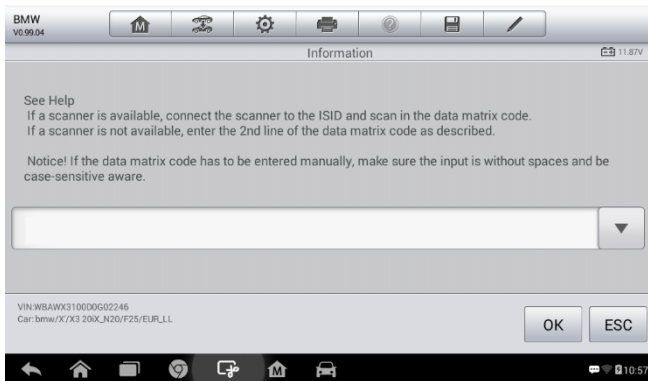 BMW
V0.99.04
Information
11.87V
See Help
If a scanner is available, connect the scanner to the ISID and scan in the data matrix code.
If a scanner is not available, enter the 2nd line of the data matrix code as described.
Notice! If the data matrix code has to be entered manually, make sure the input is without spaces and be
case-sensitive aware.
VIN:WBAWX3100D0G02246
Car: bmw/X'/X3 20iX_N20/F25/EUR_LL
OK
ESC
10:57